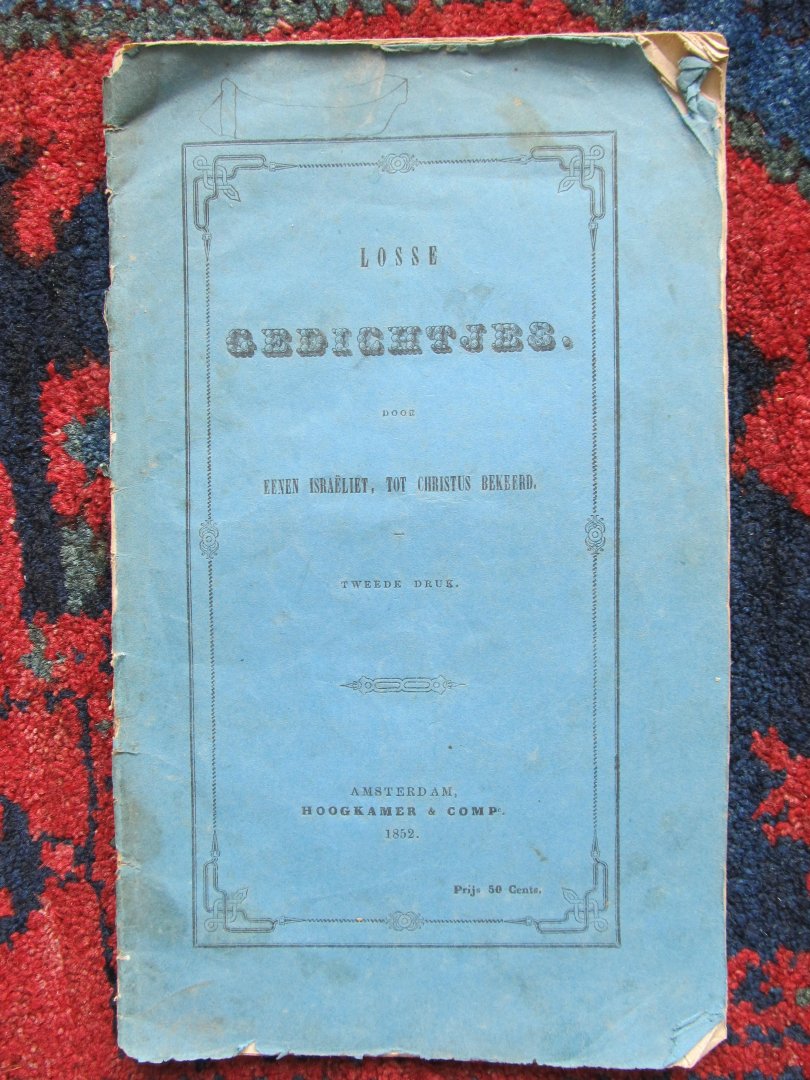 LOSSE
GEDICHTJES.
DOOR
EENEN ISRAËLIET, TOT CHRISTUS BEKEERD.
—
TWEEDE DRUK.
AMSTERDAM,
HOOGKAMER & COMPe.
1852.
Prijs 50 Cents.